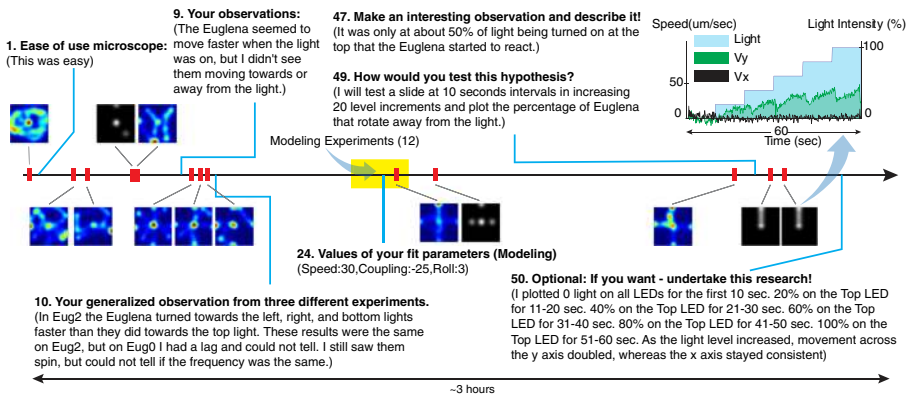 1. Ease of use microscope:
(This was easy)
9. Your observations:
(The Euglena seemed to
move faster when the light
was on, but I didn't see
them moving towards or
away from the light.)
47. Make an interesting observation and describe it!
(It was only at about 50% of light being turned on at the
top that the Euglena started to react.)
49. How would you test this hypothesis?
(I will test a slide at 10 seconds intervals in increasing
20 level increments and plot the percentage of Euglena
that rotate away from the light.)
Speed(um/sec)
Light Intensity (%)
Light
Vy
Vx
50
0
100
0
60
Time (sec)
Modeling Experiments (12)
24. Values of your fit parameters (Modeling)
(Speed:30,Coupling:-25,Roll:3)
10. Your generalized observation from three different experiments.
(In Eug2 the Euglena turned towards the left, right, and bottom lights
faster than they did towards the top light. These results were the same
on Eug2, but on Eug0 I had a lag and could not tell. I still saw them
spin, but could not tell if the frequency was the same.)
50. Optional: If you want - undertake this research!
(I plotted 0 light on all LEDs for the first 10 sec. 20% on the Top LED
for 11-20 sec. 40% on the Top LED for 21-30 sec. 60% on the Top
LED for 31-40 sec. 80% on the Top LED for 41-50 sec. 100% on the
Top LED for 51-60 sec. As the light level increased, movement across
the y axis doubled, whereas the x axis stayed consistent)
~3 hours